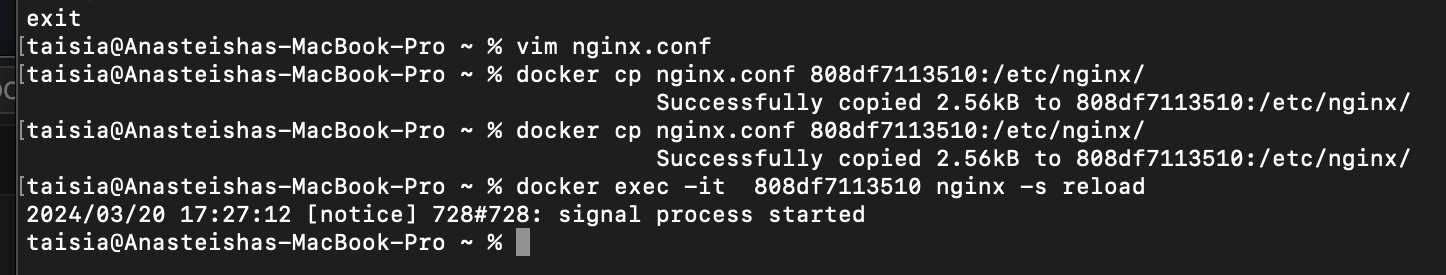 exit
[taisia@Anasteishas-MacBook-Pro ~ % vim nginx.conf
[taisia@Anasteishas-MacBook-Pro ~ % docker cp nginx.conf 808df7113510:/etc/nginx/
Successfully copied 2.56kB to 808df7113510:/etc/nginx/
[taisia@Anasteishas-MacBook-Pro ~ % docker cp nginx.conf 808df7113510:/etc/nginx/
Successfully copied 2.56kB to 808df7113510:/etc/nginx/
[taisia@Anasteishas-MacBook-Pro ~ % docker exec -it  808df7113510 nginx -s reload
2024/03/20 17:27:12 [notice] 728#728: signal process started
taisia@Anasteishas-MacBook-Pro ~ %